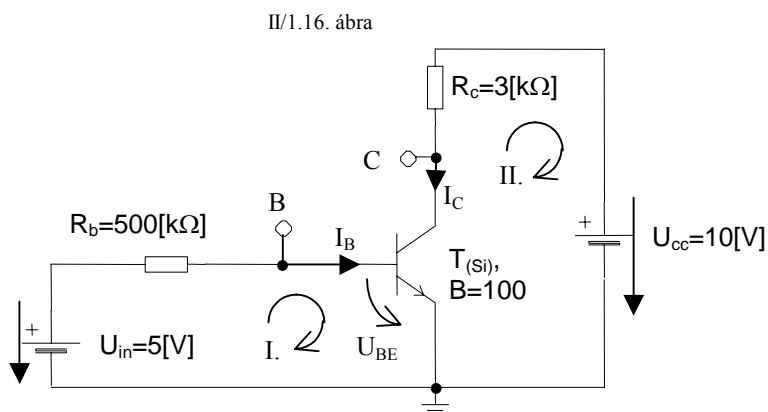 II/1.16. ábra
R_c=3[kΩ]
C
II.
I_C
B
R_b=500[kΩ]
I_B
+
U_cc=10[V]
T_(Si),
B=100
+
U_in=5[V]
I.
U_BE